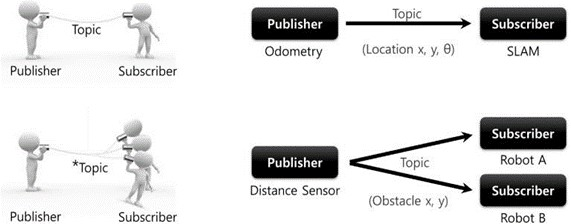 Topic
Publisher
Subscriber
Publisher
Topic
Subscriber
Odometry
(Location x, y, θ)
SLAM
*Topic
Publisher
Subscriber
Publisher
Distance Sensor
Topic
(Obstacle x, y)
Subscriber
Robot A
Subscriber
Robot B